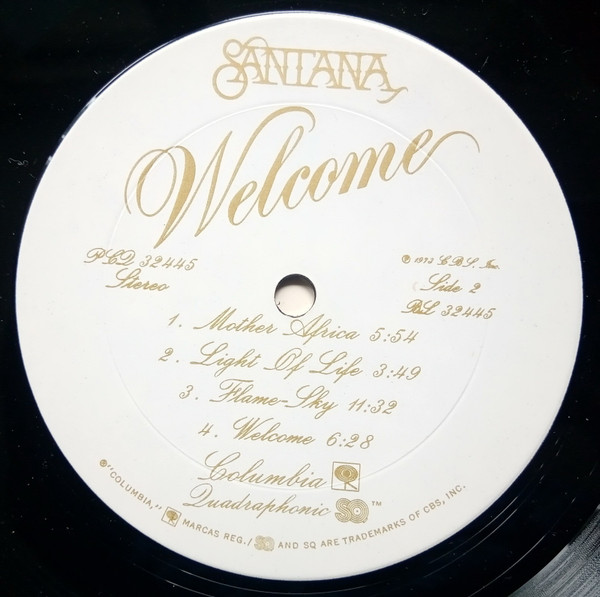 SANTANA
Welcome
PCQ 32445
Stereo
℗ 1973 CBS, Inc.
Side 2
BL 32445
1. Mother Africa 5:54
2. Light Of Life 3:49
3. Flame-Sky 11:32
4. Welcome 6:28
Columbia
Quadraphonic SQ™
®"COLUMBIA," MARCAS REG./SQ AND SQ ARE TRADEMARKS OF CBS, INC.